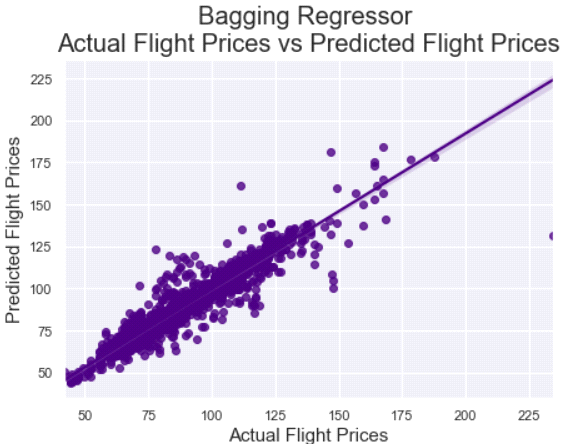 Bagging Regressor
Actual Flight Prices vs Predicted Flight Prices
225
200
175
150
125
100
75
50
Predicted Flight Prices
50 75 100 125 150 175 200 225
Actual Flight Prices